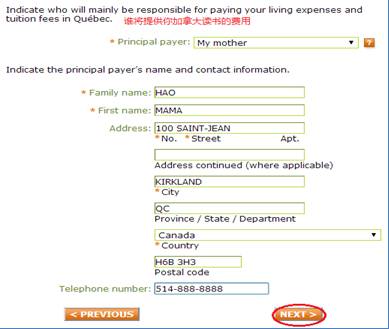 Indicate who will mainly be responsible for paying your living expenses and
tuition fees in Québec. 谁将提供你加拿大读书的费用
* Principal payer: My mother ?
Indicate the principal payer's name and contact information.
* Family name: HAO
* First name: MAMA
Address: 100 SAINT-JEAN
* No. * Street Apt.
Address continued (where applicable)
KIRKLAND
* City
QC
Province / State / Department
Canada
* Country
H6B 3H3
Postal code
Telephone number: 514-888-8888
< PREVIOUS NEXT >